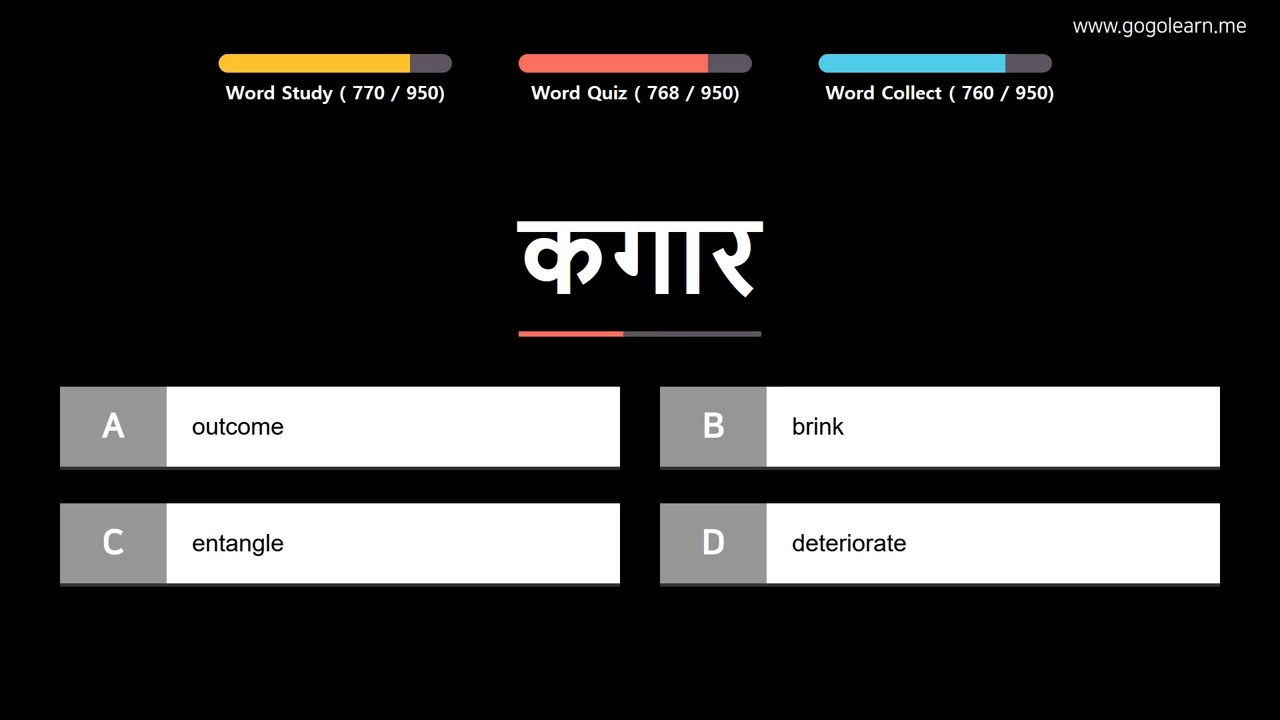 www.gogolearn.me
Word Study ( 770 / 950)
Word Quiz ( 768 / 950)
Word Collect ( 760 / 950)
कगार
A outcome
B brink
C entangle
D deteriorate